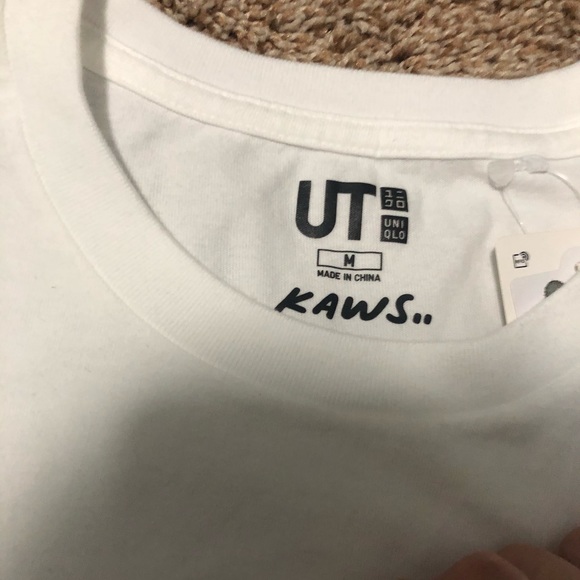 UT ユニ
クロ
UNI
QLO
M
MADE IN CHINA
KAWS..